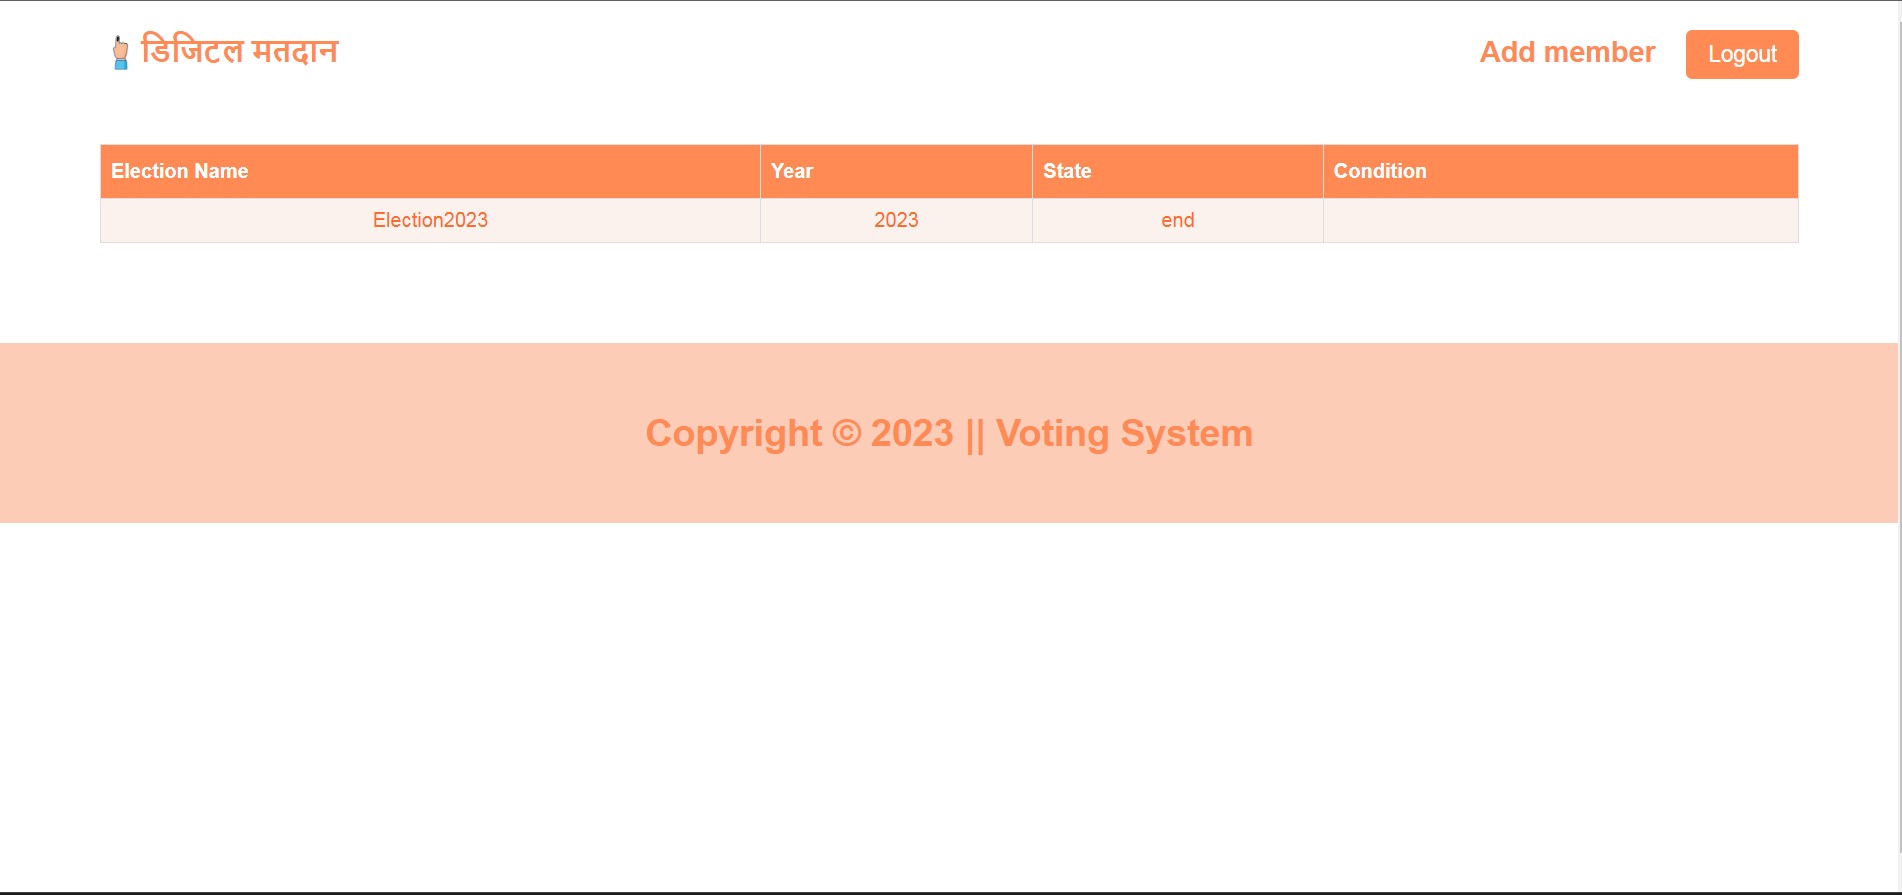 डिजिटल मतदान
Add member
Logout
Election Name Year State Condition
Election2023 2023 end
Copyright © 2023 || Voting System